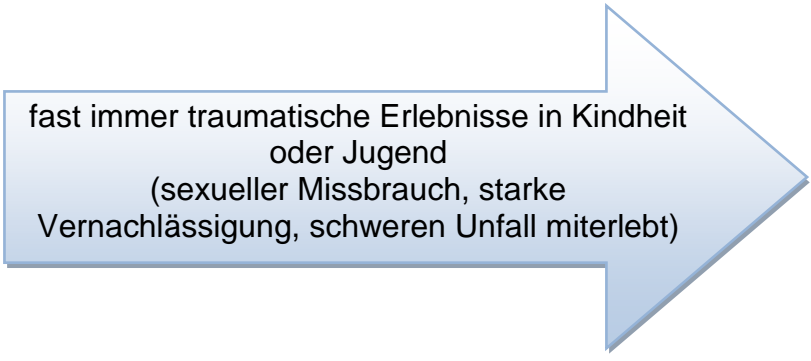 fast immer traumatische Erlebnisse in Kindheit
oder Jugend
(sexueller Missbrauch, starke
Vernachlässigung, schweren Unfall miterlebt)